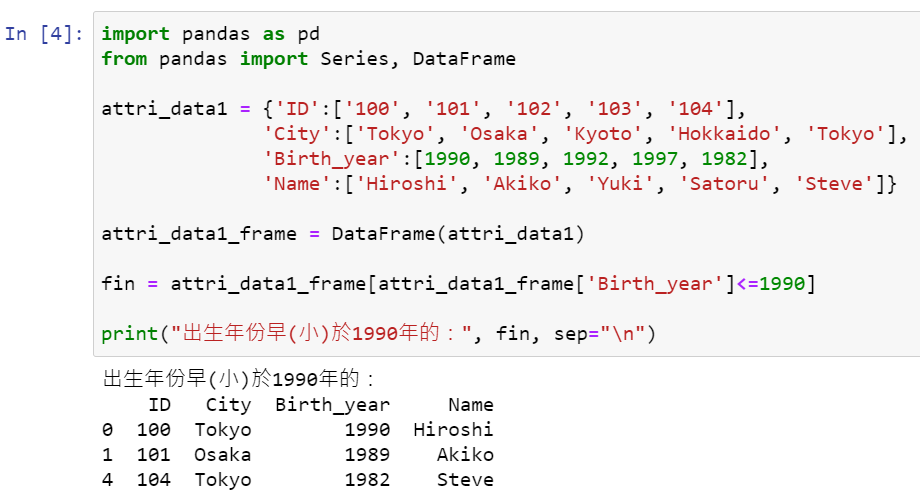 In [4]: import pandas as pd
from pandas import Series, DataFrame
attri_data1 = {'ID':['100', '101', '102', '103', '104'],
'City':['Tokyo', 'Osaka', 'Kyoto', 'Hokkaido', 'Tokyo'],
'Birth_year':[1990, 1989, 1992, 1997, 1982],
'Name':['Hiroshi', 'Akiko', 'Yuki', 'Satoru', 'Steve']}
attri_data1_frame = DataFrame(attri_data1)
fin = attri_data1_frame[attri_data1_frame['Birth_year']<=1990]
print("出生年份早(小)於1990年的：", fin, sep="\n")
出生年份早(小)於1990年的：
ID City Birth_year Name
0 100 Tokyo 1990 Hiroshi
1 101 Osaka 1989 Akiko
4 104 Tokyo 1982 Steve